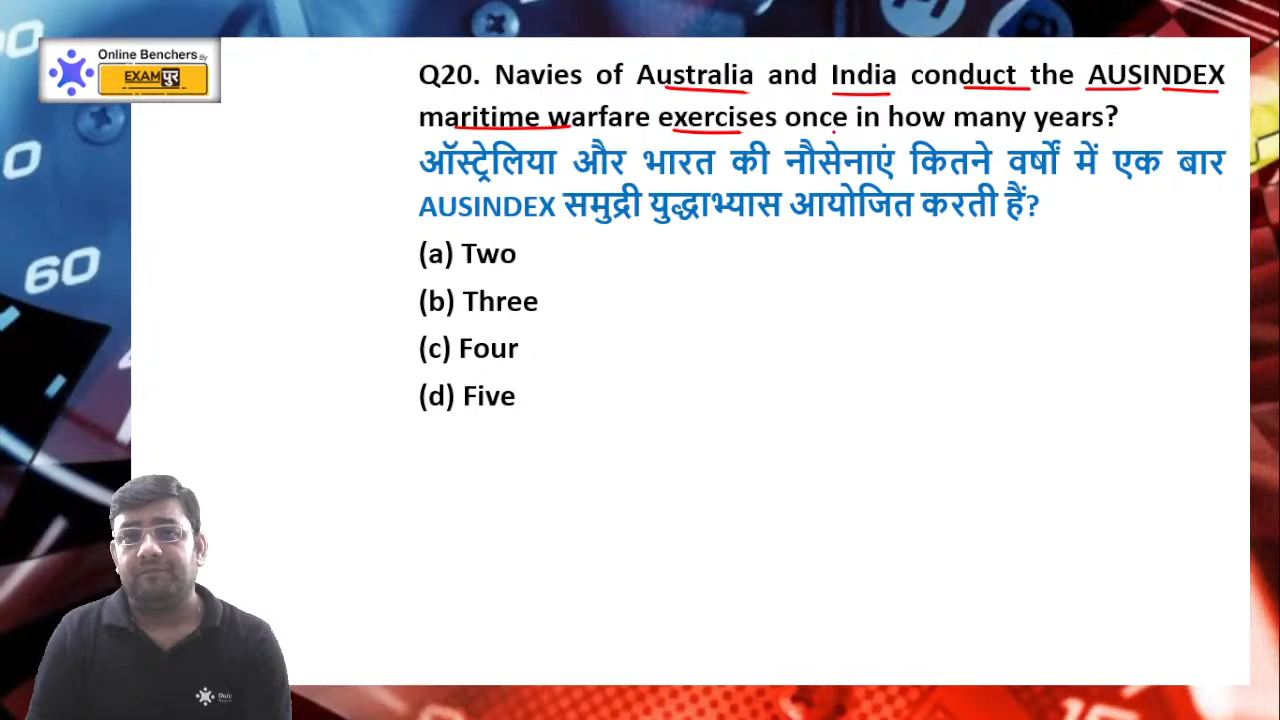 Online Benchers By
EXAMपुर
Q20. Navies of Australia and India conduct the AUSINDEX
maritime warfare exercises once in how many years?
ऑस्ट्रेलिया और भारत की नौसेनाएं कितने वर्षों में एक बार
AUSINDEX समुद्री युद्धाभ्यास आयोजित करती हैं?
(a) Two
(b) Three
(c) Four
(d) Five
60